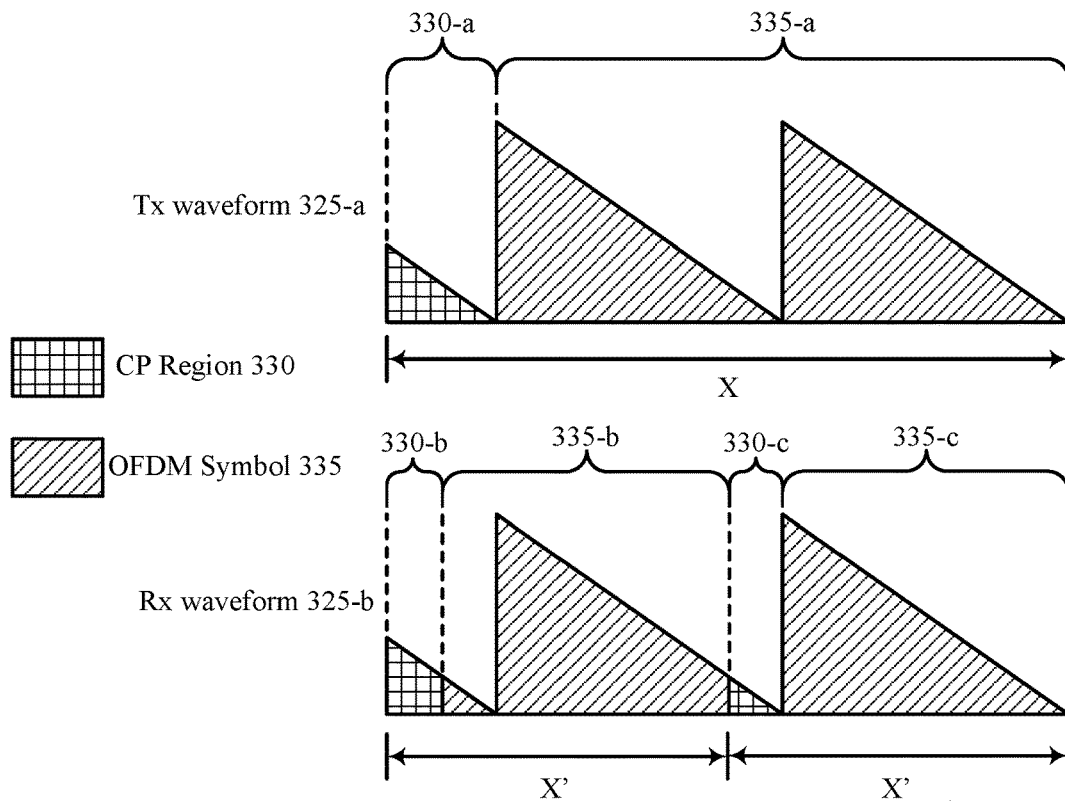 330-a
335-a
Tx waveform 325-a
X
CP Region 330
OFDM Symbol 335
330-b
335-b
330-c
335-c
Rx waveform 325-b
X’
X’